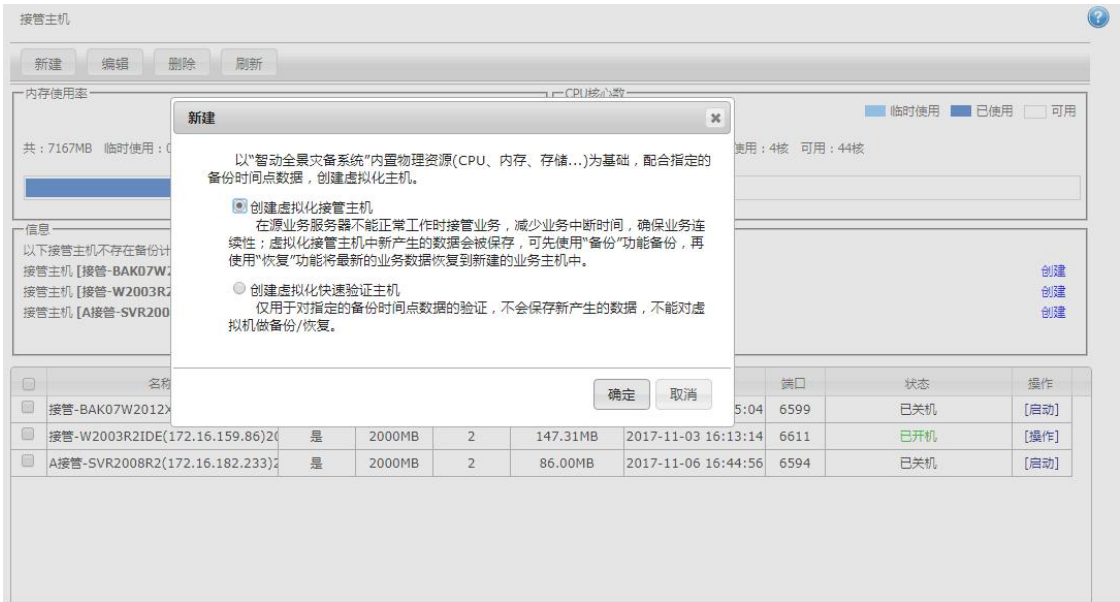 接管主机
新建 编辑 删除 刷新
内存使用率
CPU核心数
临时使用 已使用 可用
共：7167MB 临时使用：
使用：4核 可用：44核
新建
以“智动全景灾备系统”内置物理资源(CPU、内存、存储...)为基础，配合指定的
备份时间点数据，创建虚拟化主机。
创建虚拟化接管主机
在源业务服务器不能正常工作时接管业务，减少业务中断时间，确保业务连
续性；虚拟化接管主机中新产生的数据会被保存，可先使用“备份”功能备份，再
使用“恢复”功能将最新的业务数据恢复到新建的业务主机中。
创建虚拟化快速验证主机
仅用于对指定的备份时间点数据的验证，不会保存新产生的数据，不能对虚
拟机做备份/恢复。
确定 取消
信息
以下接管主机不存在备份计
接管主机 [接管-BAK07W2 创建
接管主机 [接管-W2003R2 创建
接管主机 [A接管-SVR200 创建
名称 端口 状态 操作
接管-BAK07W2012X 5:04 6599 已关机 [启动]
接管-W2003R2IDE(172.16.159.86)20 是 2000MB 2 147.31MB 2017-11-03 16:13:14 6611 已开机 [操作]
A接管-SVR2008R2(172.16.182.233)2 是 2000MB 2 86.00MB 2017-11-06 16:44:56 6594 已关机 [启动]